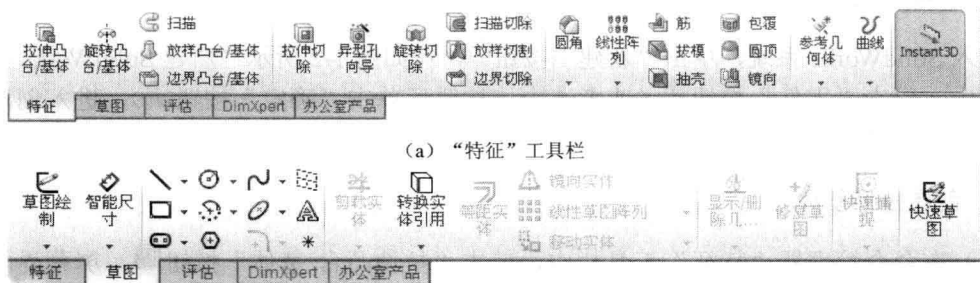 扫描 扫描切除 筋 包覆
拉伸凸台/基体 旋转凸台/基体 放样凸台/基体 拉伸切除 异型孔向导 旋转切除 放样切割 圆角 线性阵列 拔模 圆顶 参考几何体 曲线 Instant3D
边界凸台/基体 边界切除 抽壳 镜向
特征 草图 评估 DimXpert 办公室产品
(a) “特征”工具栏
草图绘制 智能尺寸 剪裁实体 转换实体引用 等距实体 镜向实体 显示/删除几... 修复草图 快速捕捉 快速草图
线性草图阵列
移动实体
特征 草图 评估 DimXpert 办公室产品